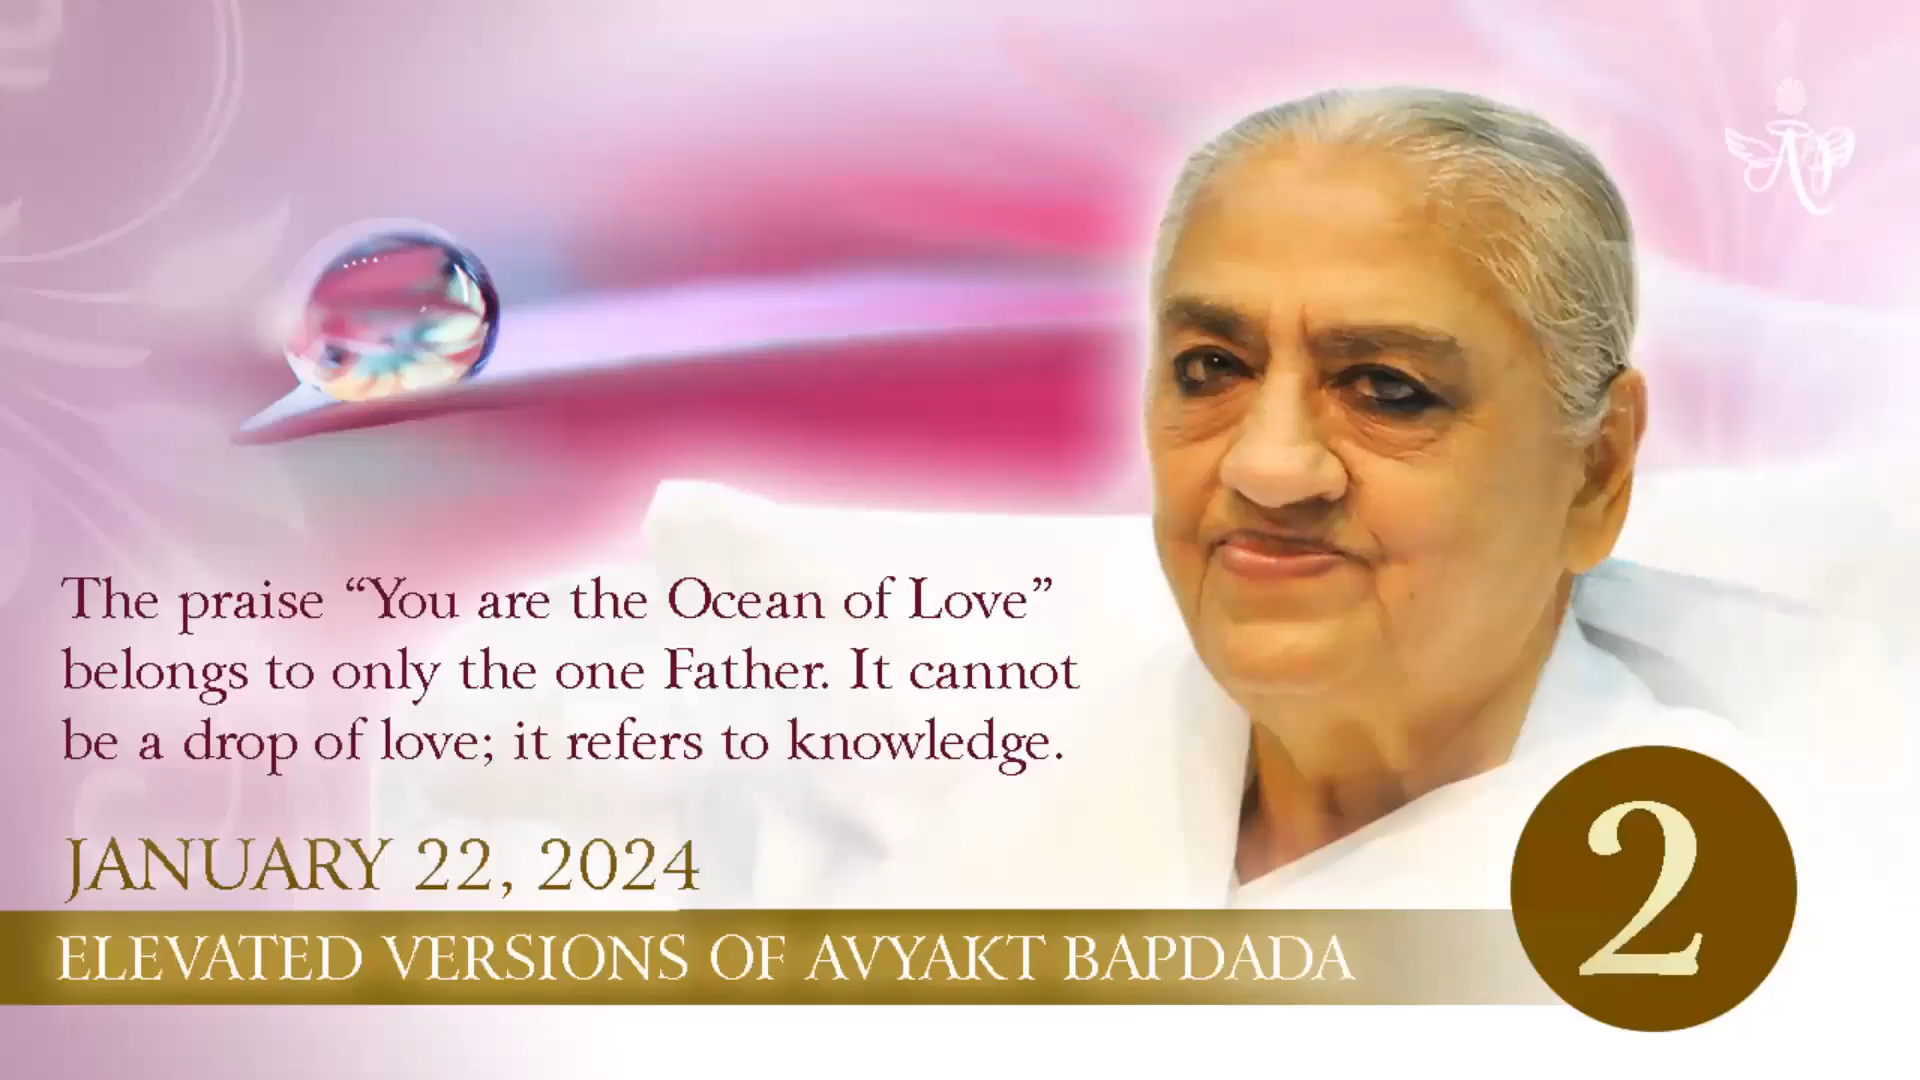 The praise “You are the Ocean of Love”
belongs to only the one Father. It cannot
be a drop of love; it refers to knowledge.
JANUARY 22, 2024
ELEVATED VERSIONS OF AVYAKT BAPDADA
2